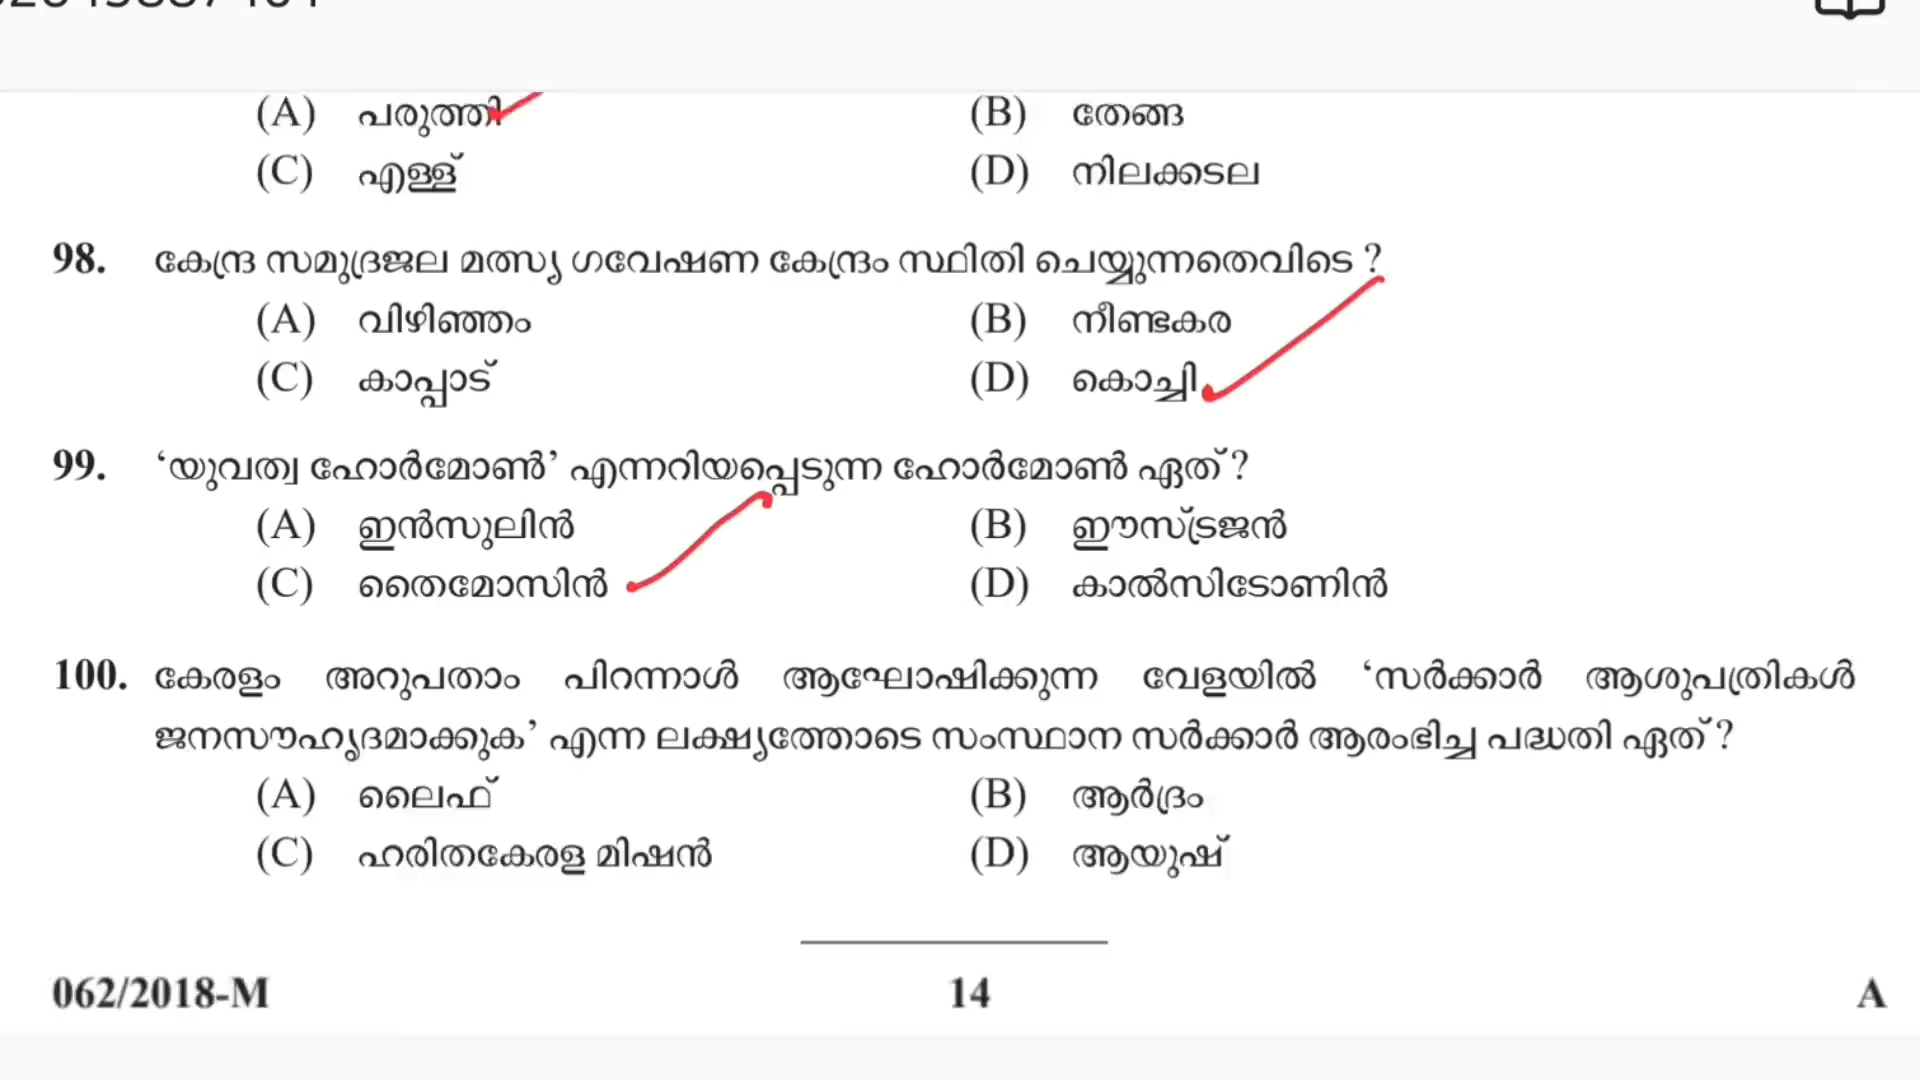 (A) പരുത്തി (B) തേങ്ങ
(C) എള്ള് (D) നിലക്കടല
98. കേന്ദ്ര സമുദ്രജല മത്സ്യ ഗവേഷണ കേന്ദ്രം സ്ഥിതി ചെയ്യുന്നതെവിടെ ?
(A) വിഴിഞ്ഞം (B) നീണ്ടകര
(C) കാപ്പാട് (D) കൊച്ചി
99. ‘യുവത്വ ഹോർമോൺ’ എന്നറിയപ്പെടുന്ന ഹോർമോൺ ഏത് ?
(A) ഇൻസുലിൻ (B) ഈസ്ട്രജൻ
(C) തൈമോസിൻ (D) കാൽസിടോണിൻ
100. കേരളം അറുപതാം പിറന്നാൾ ആഘോഷിക്കുന്ന വേളയിൽ ‘സർക്കാർ ആശുപത്രികൾ
ജനസൗഹൃദമാക്കുക’ എന്ന ലക്ഷ്യത്തോടെ സംസ്ഥാന സർക്കാർ ആരംഭിച്ച പദ്ധതി ഏത് ?
(A) ലൈഫ് (B) ആർദ്രം
(C) ഹരിതകേരള മിഷൻ (D) ആയുഷ്
062/2018-M 14 A